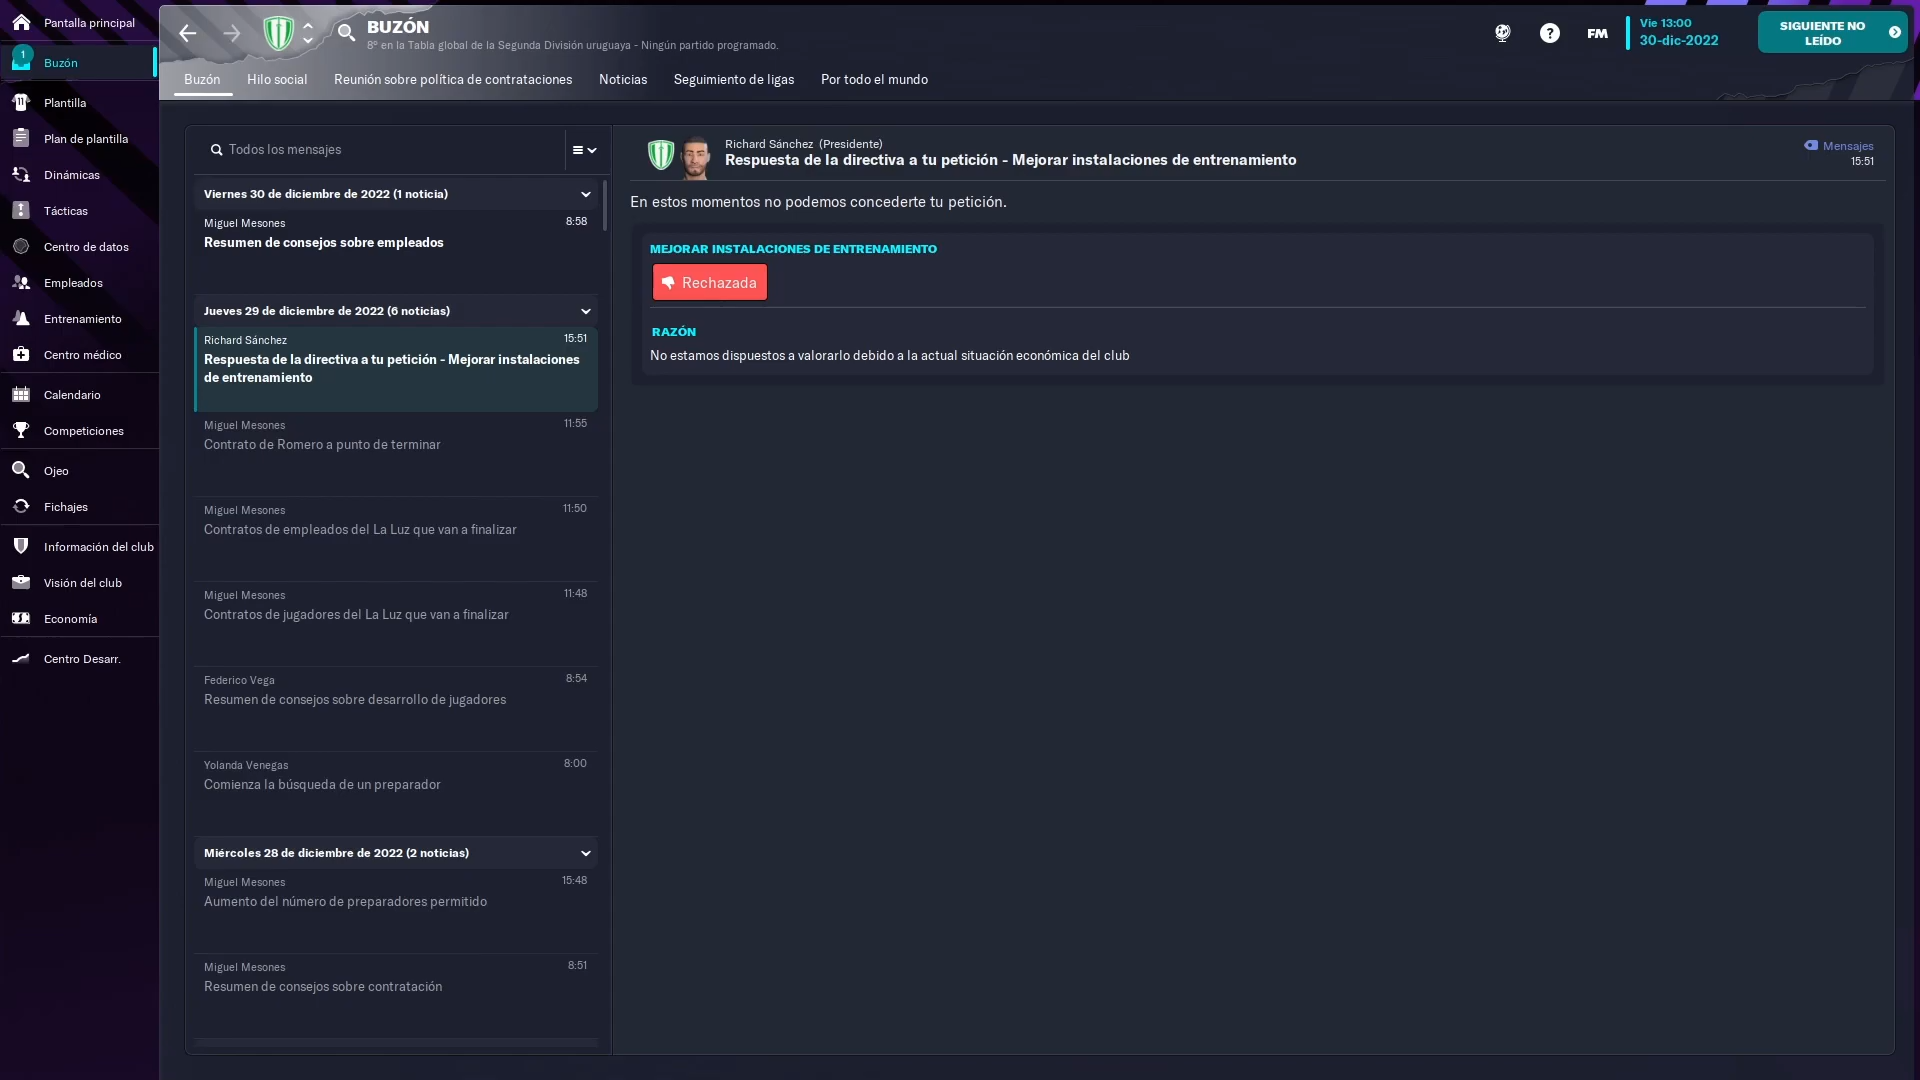 Pantalla principal
1
Buzón
Plantilla
Plan de plantilla
Dinámicas
Tácticas
Centro de datos
Empleados
Entrenamiento
Centro médico
Calendario
Competiciones
Ojeo
Fichajes
Información del club
Visión del club
Economía
Centro Desarr.
BUZÓN
8º en la Tabla global de la Segunda División uruguaya - Ningún partido programado.
FM
Vie 13:00
30-dic-2022
SIGUIENTE NO
LEÍDO
Buzón
Hilo social
Reunión sobre política de contrataciones
Noticias
Seguimiento de ligas
Por todo el mundo
Todos los mensajes
Viernes 30 de diciembre de 2022 (1 noticia)
Miguel Mesones 8:58
Resumen de consejos sobre empleados
Jueves 29 de diciembre de 2022 (6 noticias)
Richard Sánchez 15:51
Respuesta de la directiva a tu petición - Mejorar instalaciones
de entrenamiento
Miguel Mesones 11:55
Contrato de Romero a punto de terminar
Miguel Mesones 11:50
Contratos de empleados del La Luz que van a finalizar
Miguel Mesones 11:48
Contratos de jugadores del La Luz que van a finalizar
Federico Vega 8:54
Resumen de consejos sobre desarrollo de jugadores
Yolanda Venegas 8:00
Comienza la búsqueda de un preparador
Miércoles 28 de diciembre de 2022 (2 noticias)
Miguel Mesones 15:48
Aumento del número de preparadores permitido
Miguel Mesones 8:51
Resumen de consejos sobre contratación
Richard Sánchez (Presidente)
Respuesta de la directiva a tu petición - Mejorar instalaciones de entrenamiento
Mensajes
15:51
En estos momentos no podemos concederte tu petición.
MEJORAR INSTALACIONES DE ENTRENAMIENTO
Rechazada
RAZÓN
No estamos dispuestos a valorarlo debido a la actual situación económica del club